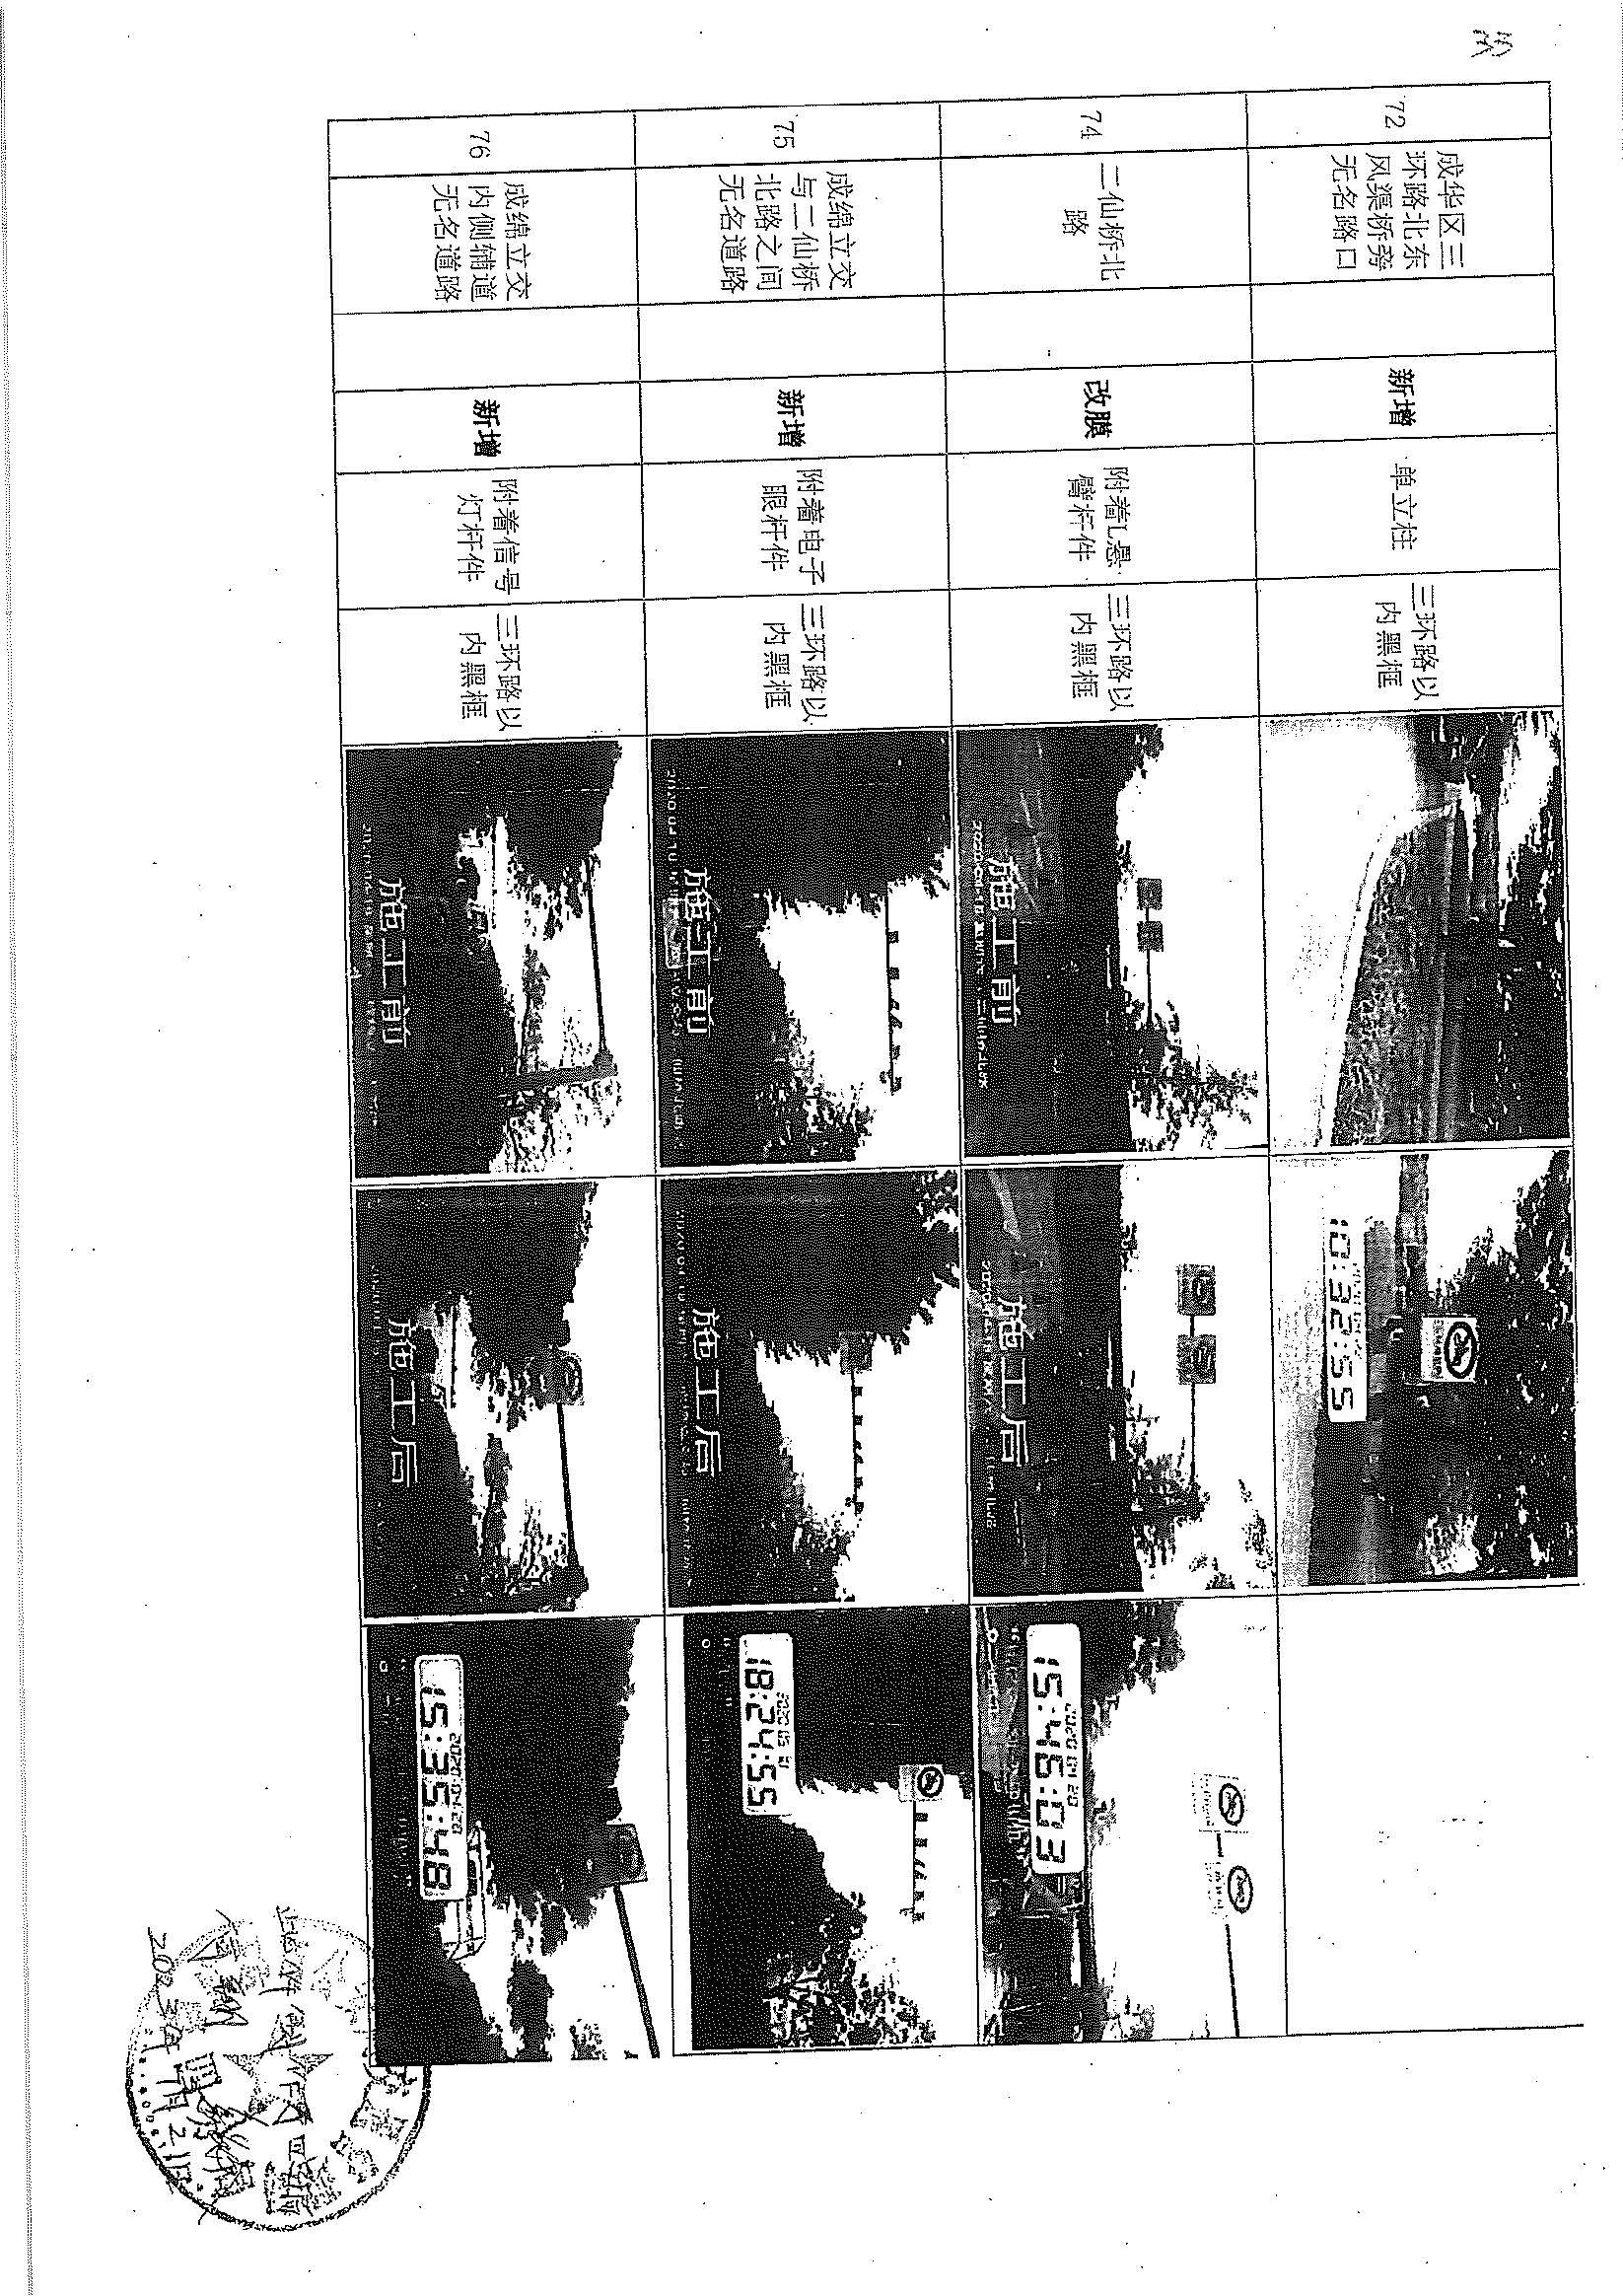 72
成华区三
环路北东
风渠桥旁
无名路口
新增
单立柱
三环路以
内黑框
10:32:55
74
二仙桥北
路
改膜
附着L悬
臂杆件
三环路以
内黑框
施工前
施工后
2020 04 20
15:46:03
75
成绵立交
与二仙桥
北路之间
无名道路
新增
附着电子
眼杆件
三环路以
内黑框
施工前
施工后
2020 05 10
18:24:55
76
成绵立交
内侧辅道
无名道路
新增
附着信号
灯杆件
三环路以
内黑框
施工前
施工后
2020 04 20
15:35:48
2023年7月21日